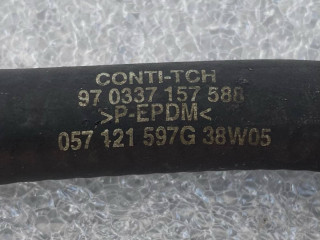 CONTI-TCH
97 0337 157 588
>P-EPDM<
057 121 597G 38W05